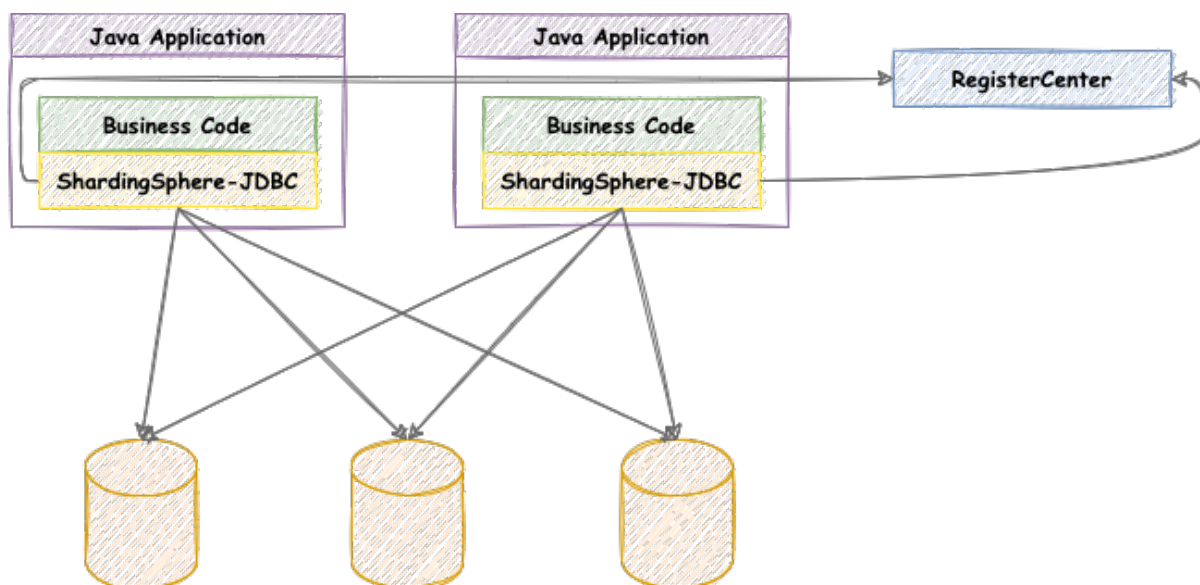 Java Application
Java Application
RegisterCenter
Business Code
Business Code
ShardingSphere-JDBC
ShardingSphere-JDBC